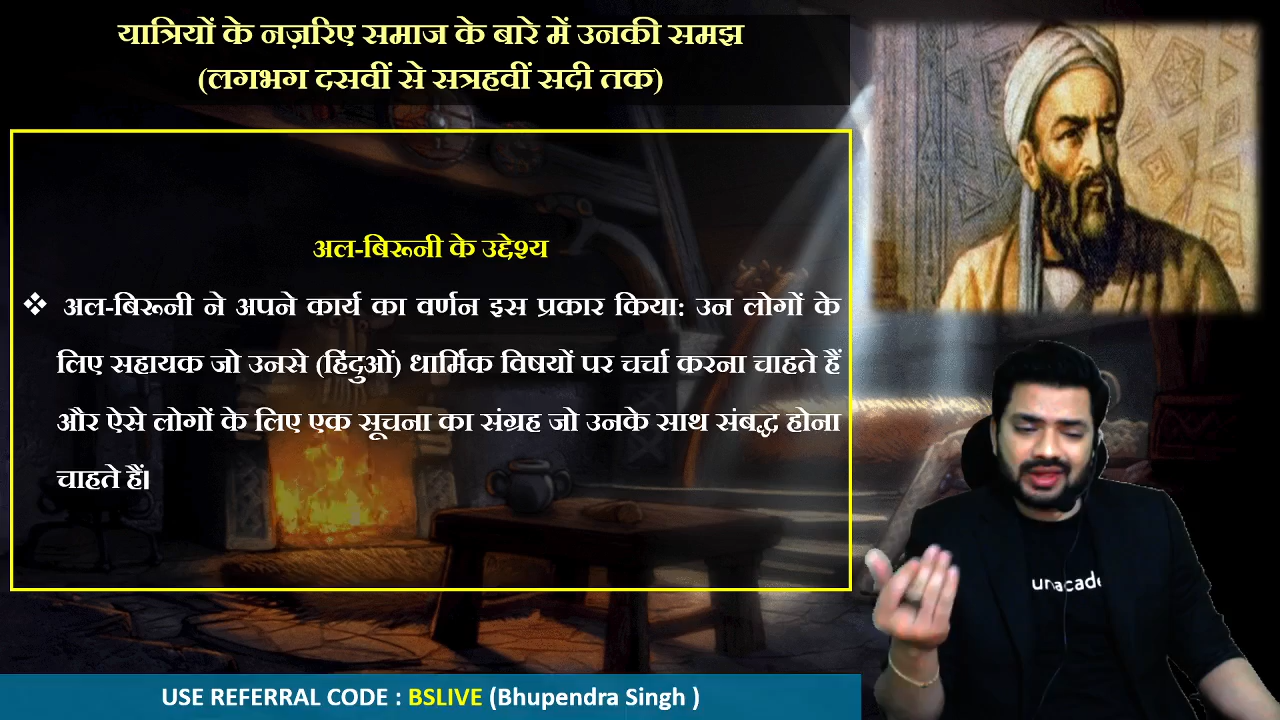 यात्रियों के नज़रिए समाज के बारे में उनकी समझ
(लगभग दसवीं से सत्रहवीं सदी तक)
अल-बिरूनी के उद्देश्य
❖ अल-बिरूनी ने अपने कार्य का वर्णन इस प्रकार किया: उन लोगों के
लिए सहायक जो उनसे (हिंदुओं) धार्मिक विषयों पर चर्चा करना चाहते हैं
और ऐसे लोगों के लिए एक सूचना का संग्रह जो उनके साथ संबद्ध होना
चाहते हैं।
unacade
USE REFERRAL CODE : BSLIVE (Bhupendra Singh )